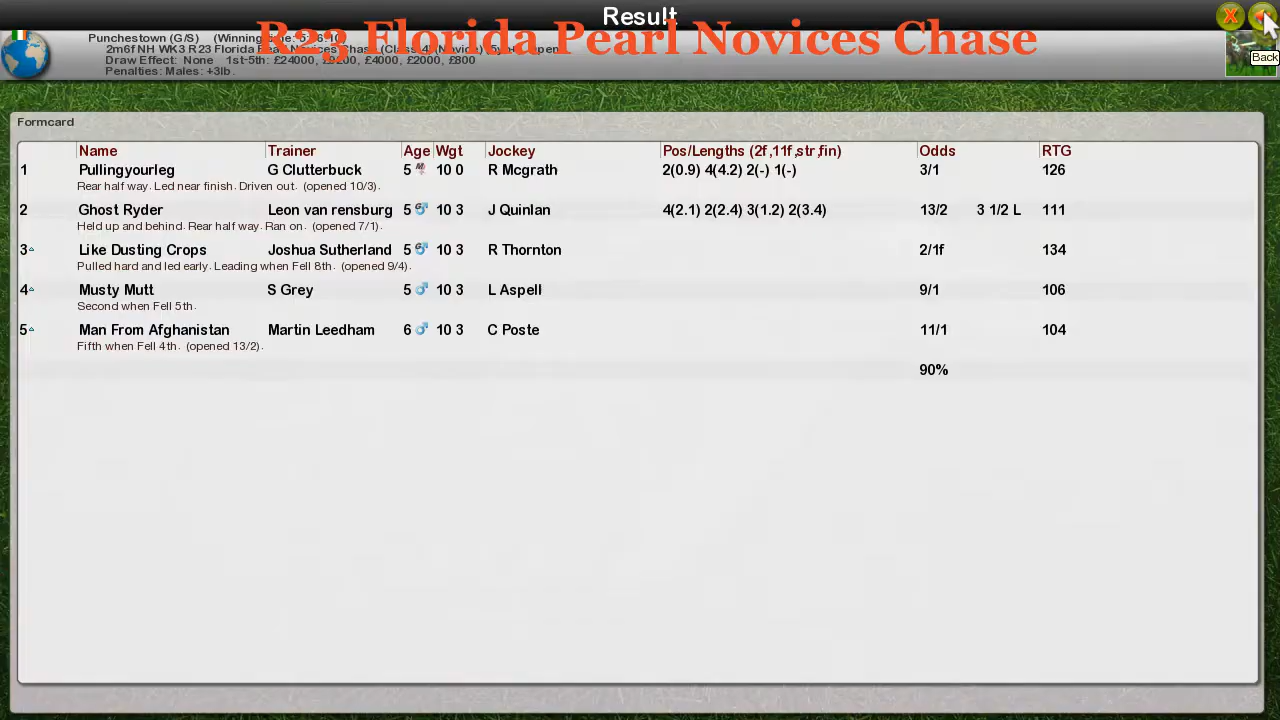 Result
R23 Florida Pearl Novices Chase
Punchestown (G/S) (Winning time:
2m6f NH WK3 R23 Florida Pearl Novices Chase
Draw Effect: None 1st-5th: £24000, £4000, £2000, £800
Penalties: Males: +3lb.
Back
Formcard
Name Trainer Age Wgt Jockey Pos/Lengths (2f,11f,str,fin) Odds RTG
1 Pullingyourleg G Clutterbuck 5 10 0 R Mcgrath 2(0.9) 4(4.2) 2(-) 1(-) 3/1 126
Rear half way. Led near finish. Driven out. (opened 10/3).
2 Ghost Ryder Leon van rensburg 5 10 3 J Quinlan 4(2.1) 2(2.4) 3(1.2) 2(3.4) 13/2 3 1/2 L 111
Held up and behind. Rear half way. Ran on. (opened 7/1).
3 Like Dusting Crops Joshua Sutherland 5 10 3 R Thornton 2/1f 134
Pulled hard and led early. Leading when Fell 8th. (opened 9/4).
4 Musty Mutt S Grey 5 10 3 L Aspell 9/1 106
Second when Fell 5th.
5 Man From Afghanistan Martin Leedham 6 10 3 C Poste 11/1 104
Fifth when Fell 4th. (opened 13/2).
90%